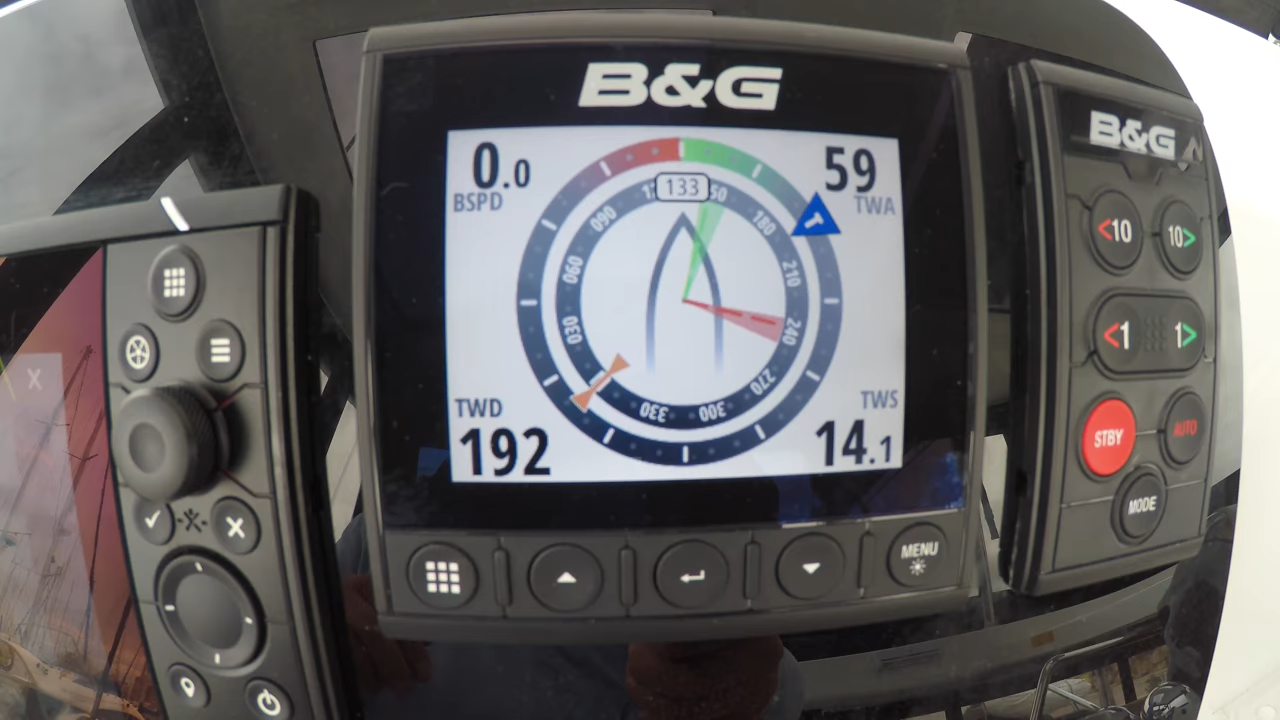 B&G
B&G
0.0
BSPD
59
TWA
133
50
090
180
060
210
030
240
330
300
270
T
TWD
192
TWS
14.1
<10
10>
<1
1>
STBY
AUTO
MODE
MENU